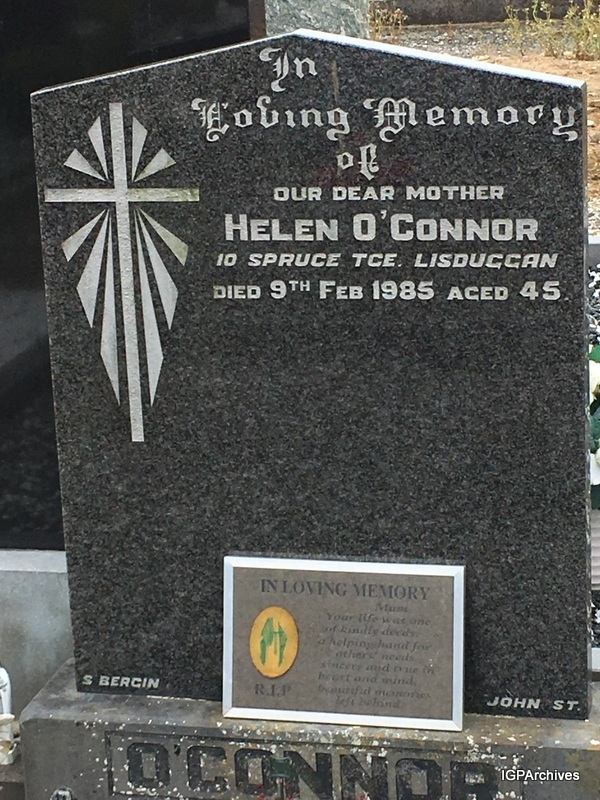 In
Loving Memory
of
OUR DEAR MOTHER
HELEN O'CONNOR
10 SPRUCE TCE. LISDUGGAN
DIED 9TH FEB 1985 AGED 45
IN LOVING MEMORY
Mum
Your life was one
of kindly deeds,
a helping hand for
others' needs
sincere and true in
heart and mind,
beautiful memories
left behind.
R.I.P
S BERGIN
JOHN ST.
O'CONNOR
IGPArchives